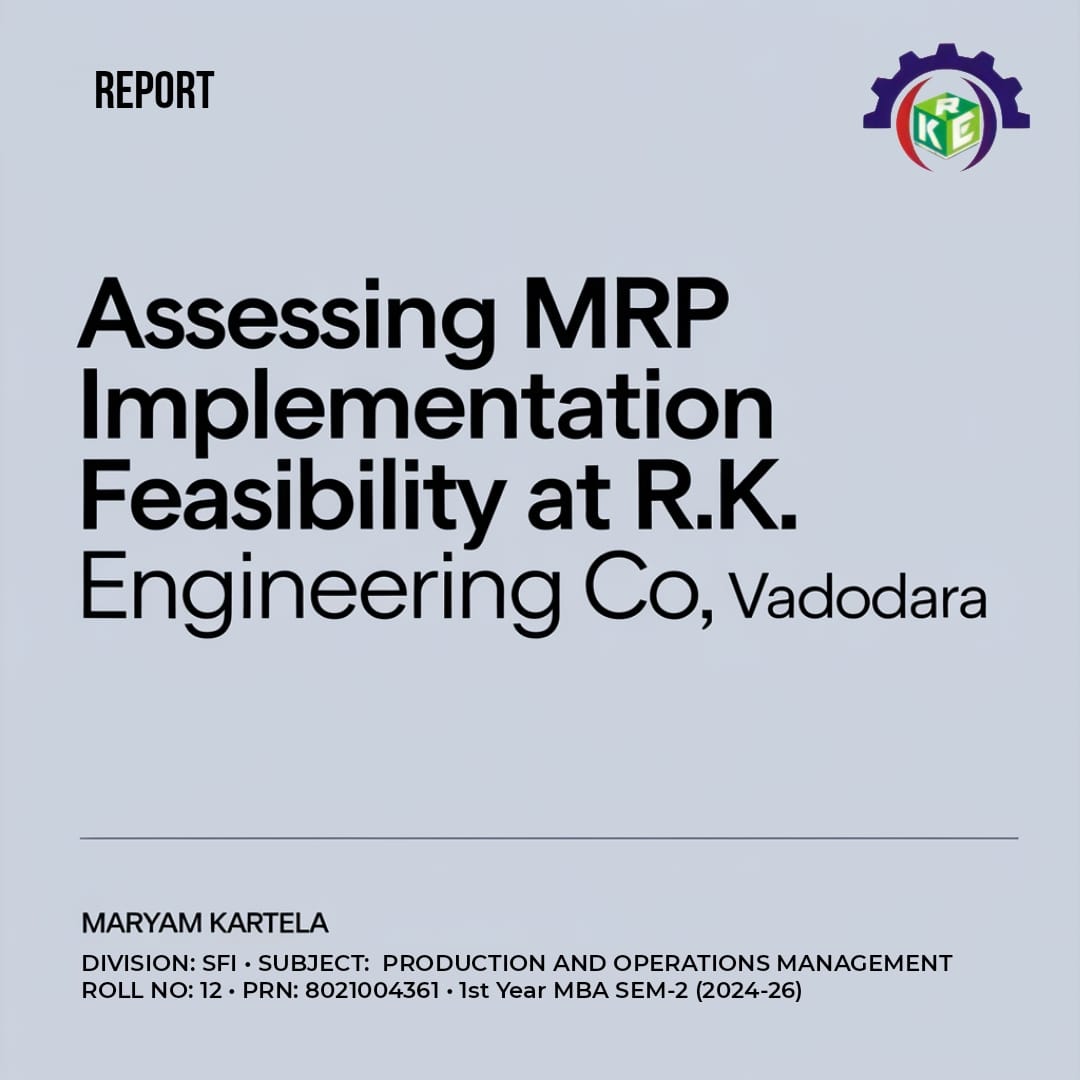 REPORT
RKE
Assessing MRP
Implementation
Feasibility at R.K.
Engineering Co, Vadodara
MARYAM KARTELA
DIVISION: SFI • SUBJECT: PRODUCTION AND OPERATIONS MANAGEMENT
ROLL NO: 12 • PRN: 8021004361 • 1st Year MBA SEM-2 (2024-26)